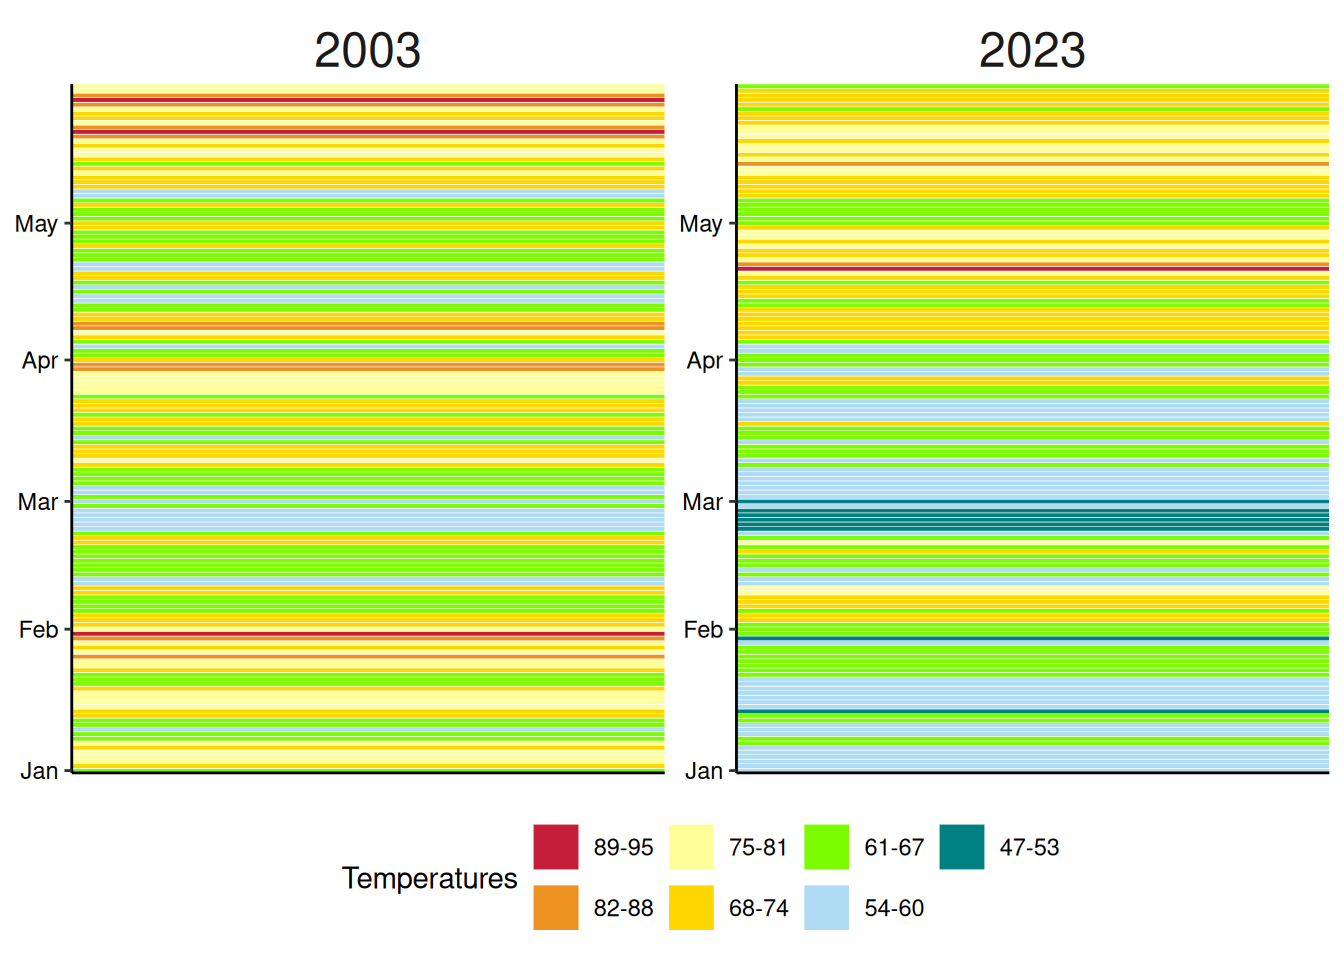 2003
2023
May
Apr
Mar
Feb
Jan
May
Apr
Mar
Feb
Jan
Temperatures
89-95
75-81
61-67
47-53
82-88
68-74
54-60